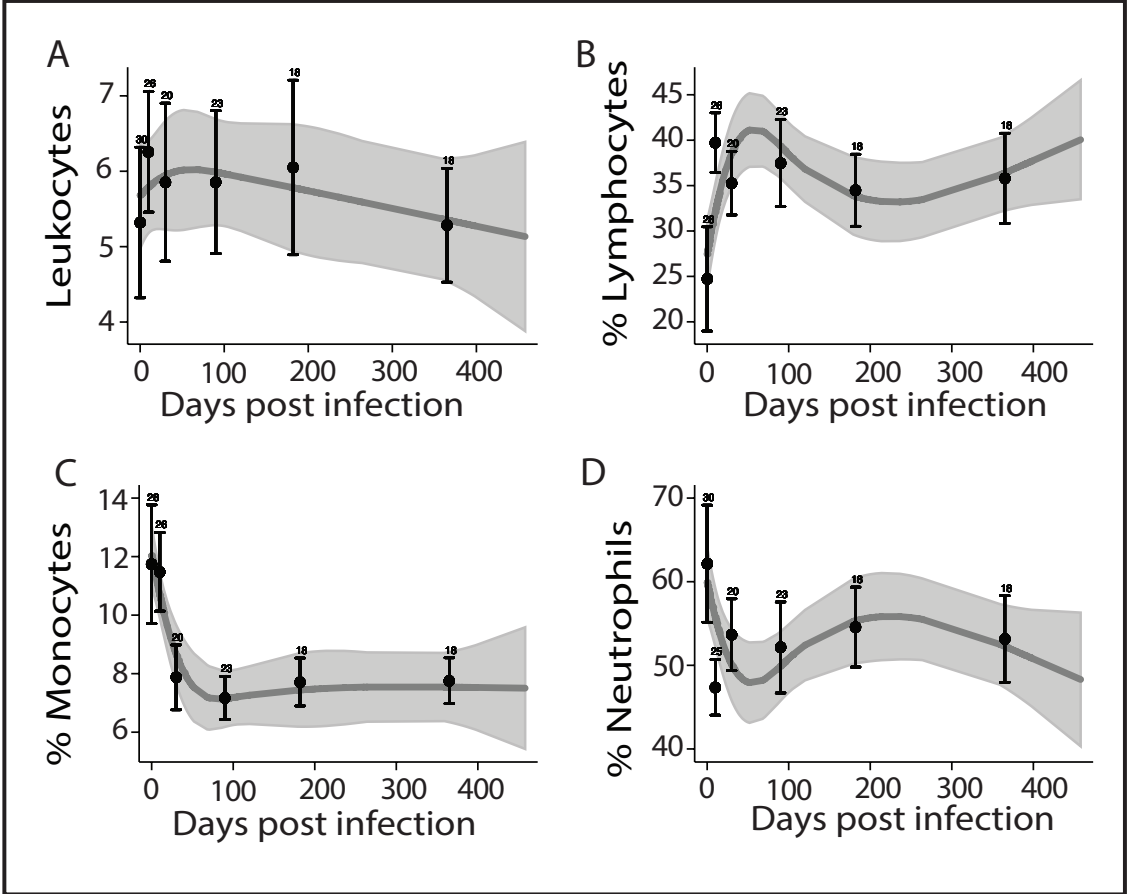 A
Leukocytes
7
6
5
4
30
26
20
23
18
18
0 100 200 300 400
Days post infection
B
% Lymphocytes
45
40
35
30
25
20
26
26
20
23
18
18
0 100 200 300 400
Days post infection
C
% Monocytes
14
12
10
8
6
26
26
20
23
18
18
0 100 200 300 400
Days post infection
D
% Neutrophils
70
60
50
40
30
25
20
23
18
18
0 100 200 300 400
Days post infection